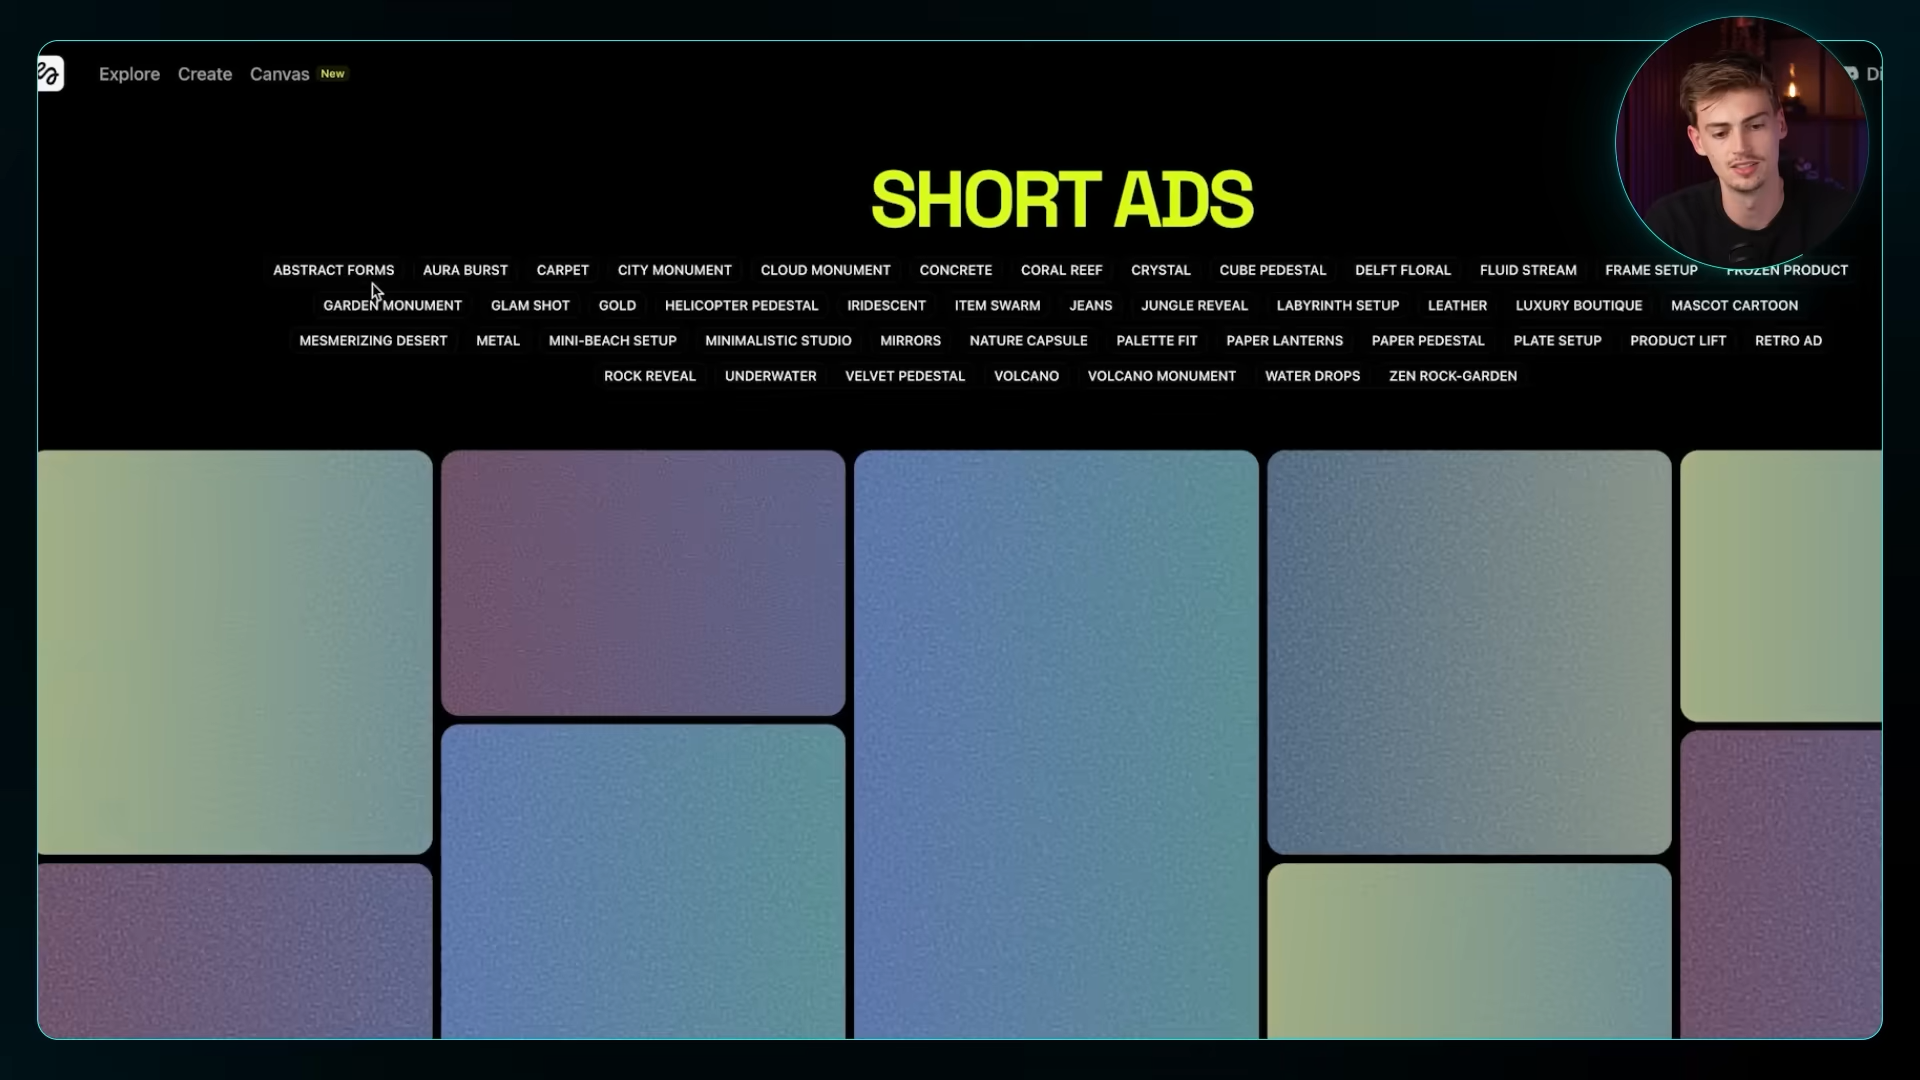 Explore Create Canvas New
SHORT ADS
ABSTRACT FORMS AURA BURST CARPET CITY MONUMENT CLOUD MONUMENT CONCRETE CORAL REEF CRYSTAL CUBE PEDESTAL DELFT FLORAL FLUID STREAM FRAME SETUP FROZEN PRODUCT
GARDEN MONUMENT GLAM SHOT GOLD HELICOPTER PEDESTAL IRIDESCENT ITEM SWARM JEANS JUNGLE REVEAL LABYRINTH SETUP LEATHER LUXURY BOUTIQUE MASCOT CARTOON
MESMERIZING DESERT METAL MINI-BEACH SETUP MINIMALISTIC STUDIO MIRRORS NATURE CAPSULE PALETTE FIT PAPER LANTERNS PAPER PEDESTAL PLATE SETUP PRODUCT LIFT RETRO AD
ROCK REVEAL UNDERWATER VELVET PEDESTAL VOLCANO VOLCANO MONUMENT WATER DROPS ZEN ROCK-GARDEN